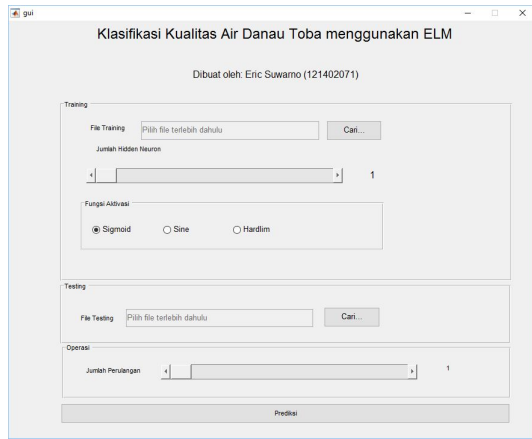 gui
Klasifikasi Kualitas Air Danau Toba menggunakan ELM
Dibuat oleh: Eric Suwarno (121402071)
Training
File Training Pilih file terlebih dahulu Cari...
Jumlah Hidden Neuron
1
Fungsi Aktivasi
Sigmoid Sine Hardlim
Testing
File Testing Pilih file terlebih dahulu Cari...
Operasi
Jumlah Perulangan 1
Prediksi